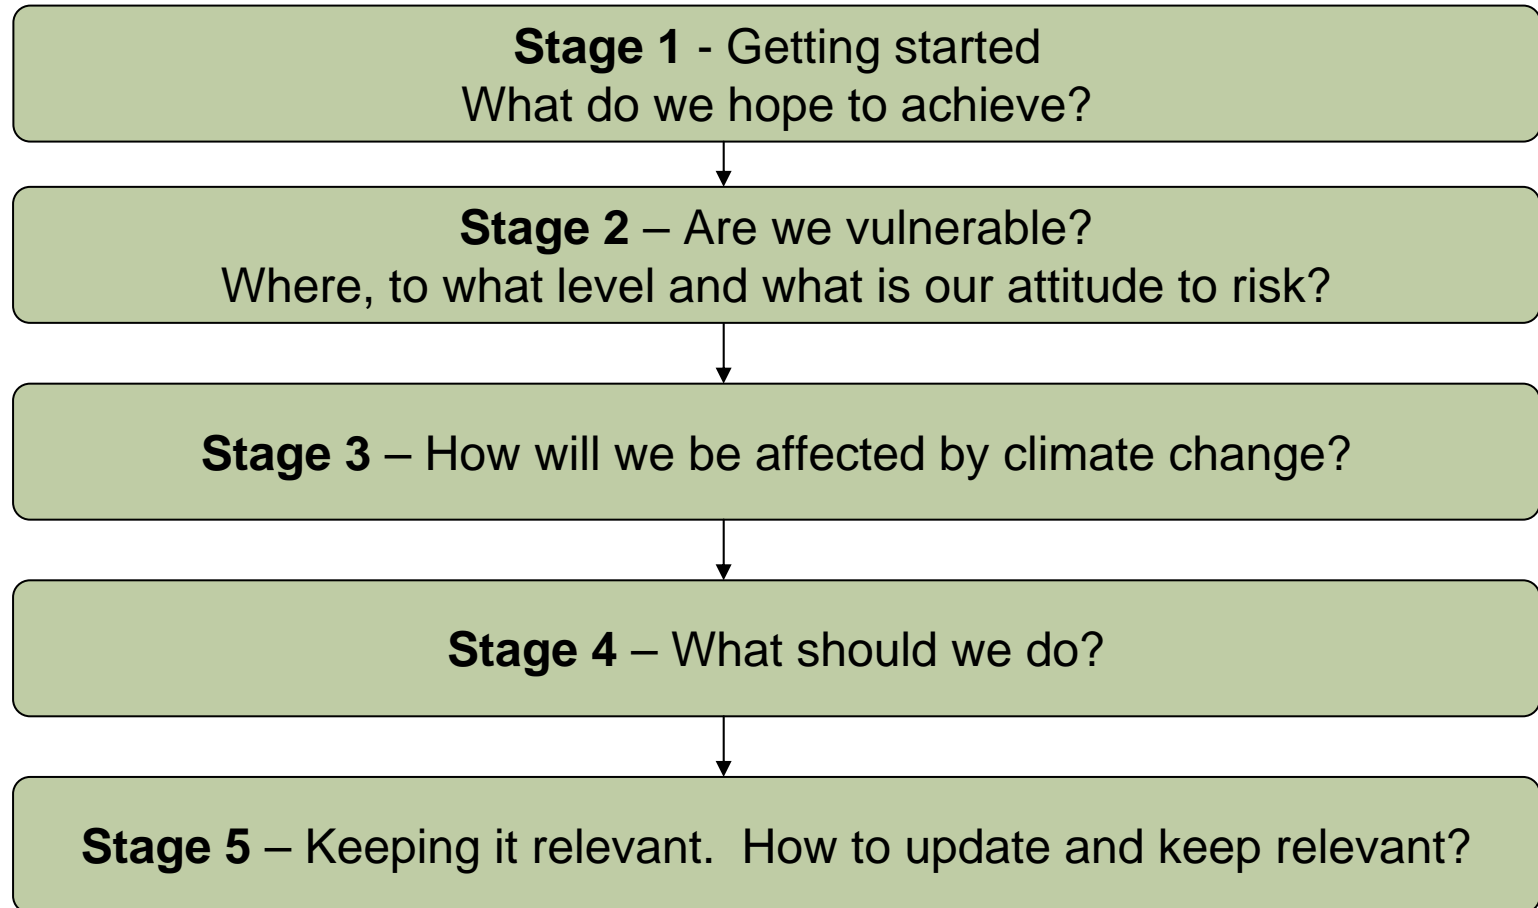 Stage 1 - Getting started
What do we hope to achieve?
Stage 2 – Are we vulnerable?
Where, to what level and what is our attitude to risk?
Stage 3 – How will we be affected by climate change?
Stage 4 – What should we do?
Stage 5 – Keeping it relevant.  How to update and keep relevant?